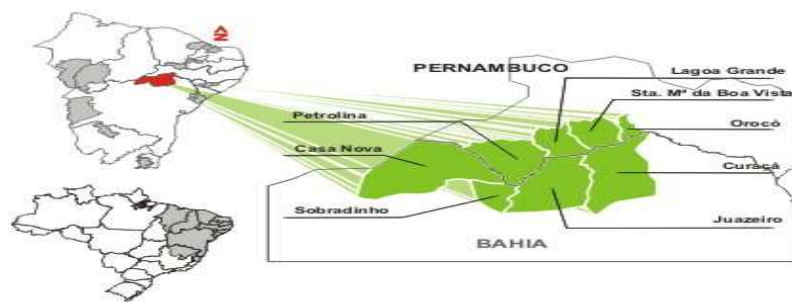 N
PERNAMBUCO
Lagoa Grande
Sta. Mª da Boa Vista
Petrolina
Orocó
Casa Nova
Curaçá
Sobradinho
Juazeiro
BAHIA